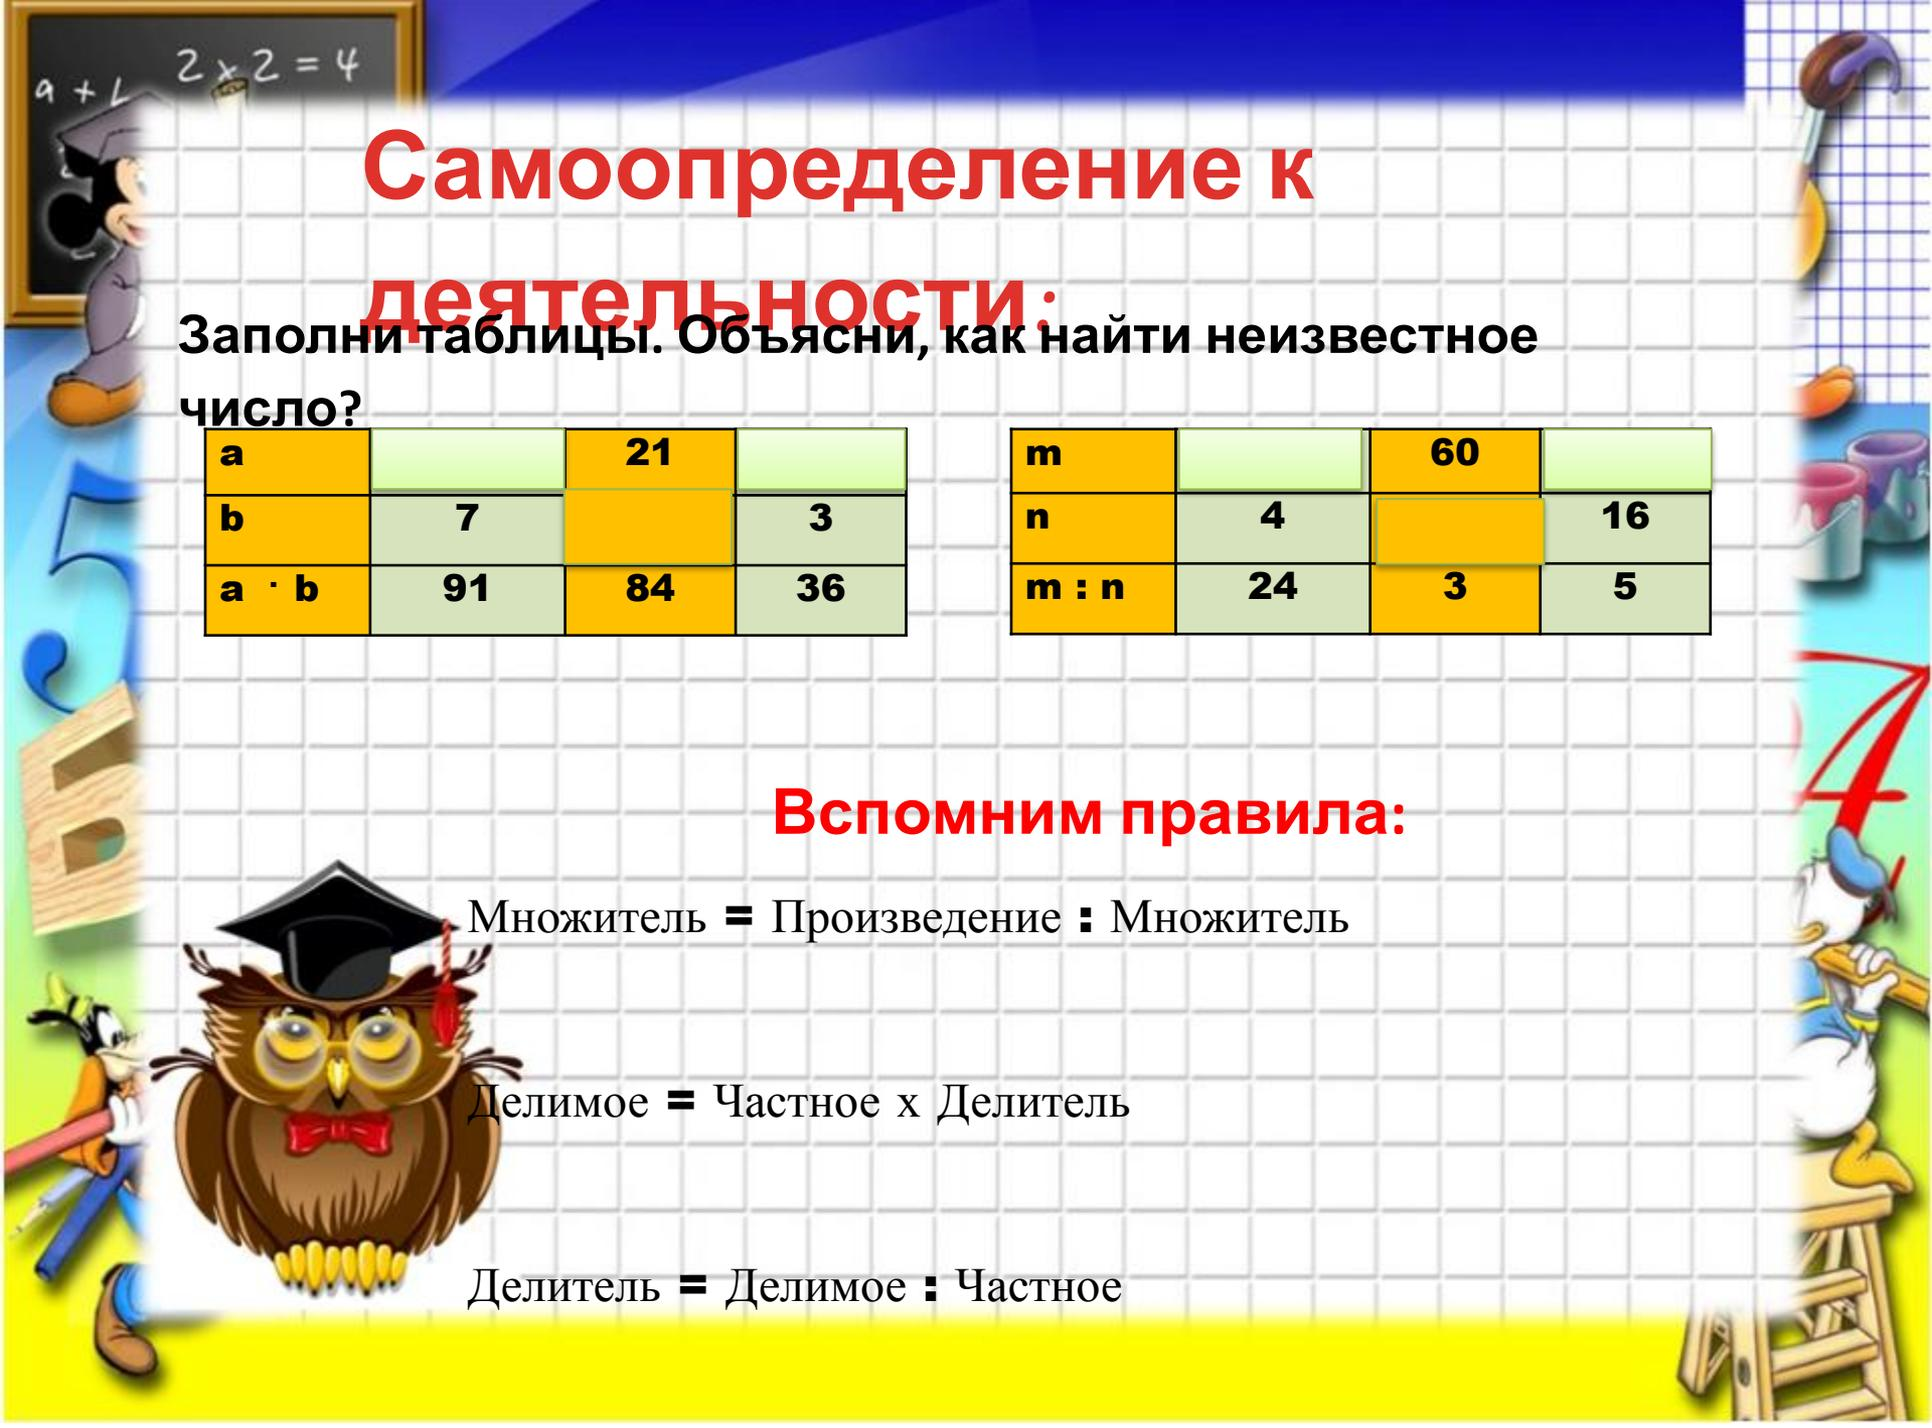 2 x 2 = 4
Самоопределение к
деятельности:
Заполни таблицы. Объясни, как найти неизвестное
число?
a 21
b 7 3
a · b 91 84 36
m 60
n 4 16
m : n 24 3 5
Вспомним правила:
Множитель = Произведение : Множитель
Делимое = Частное х Делитель
Делитель = Делимое : Частное